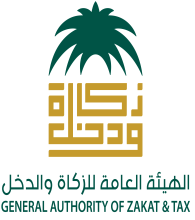 زكاة
ودخل
الهيئة العامة للزكاة والدخل
GENERAL AUTHORITY OF ZAKAT & TAX